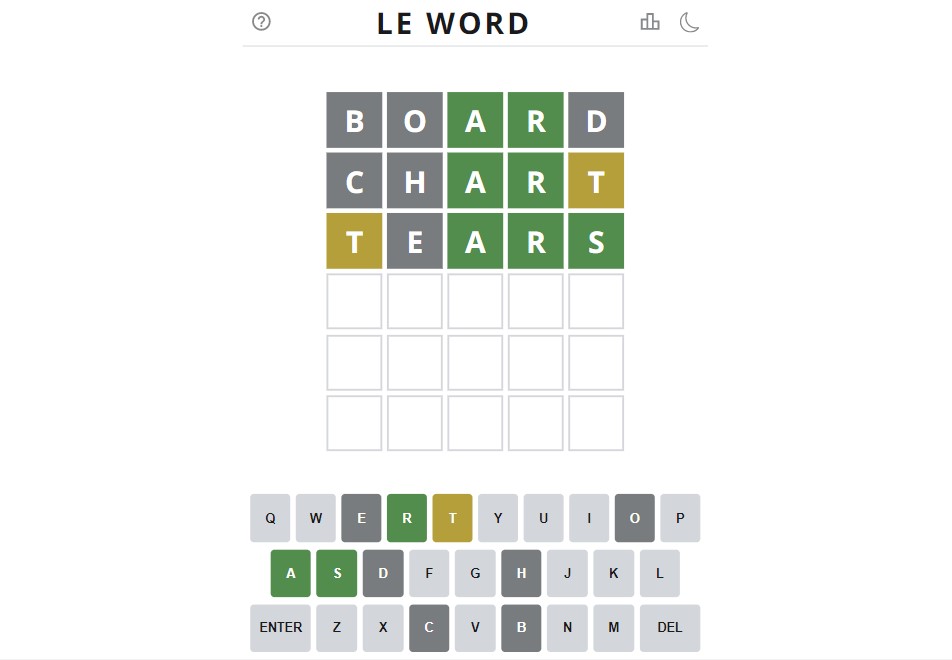 LE WORD
B O A R D
C H A R T
T E A R S
Q W E R T Y U I O P
A S D F G H J K L
ENTER Z X C V B N M DEL